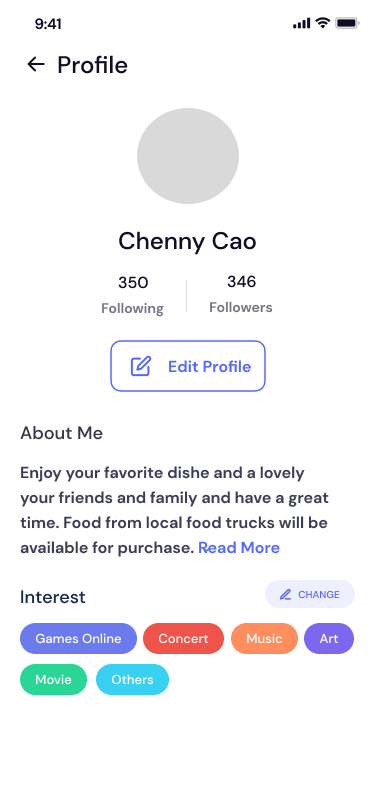 9:41
Profile
Chenny Cao
350
Following
346
Followers
Edit Profile
About Me
Enjoy your favorite dishe and a lovely
your friends and family and have a great
time. Food from local food trucks will be
available for purchase. Read More
Interest
CHANGE
Games Online Concert Music Art
Movie Others